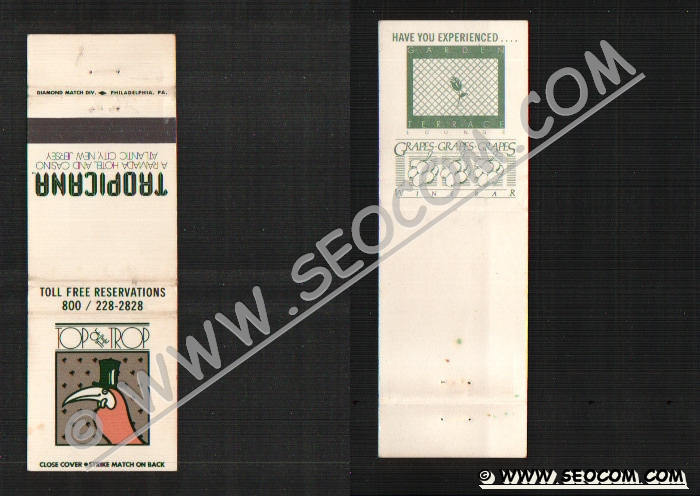 DIAMOND MATCH DIV. PHILADELPHIA, PA.
TROPICANA
A RAMADA HOTEL AND CASINO
ATLANTIC CITY, NEW JERSEY
TOLL FREE RESERVATIONS
800 / 228-2828
TOP OF THE TROP
CLOSE COVER • STRIKE MATCH ON BACK
HAVE YOU EXPERIENCED....
GARDEN
TERRACE
LOUNGE
GRAPES·GRAPES·GRAPES
WINE BAR
© WWW.SEOCOM.COM
© WWW.SEOCOM.COM